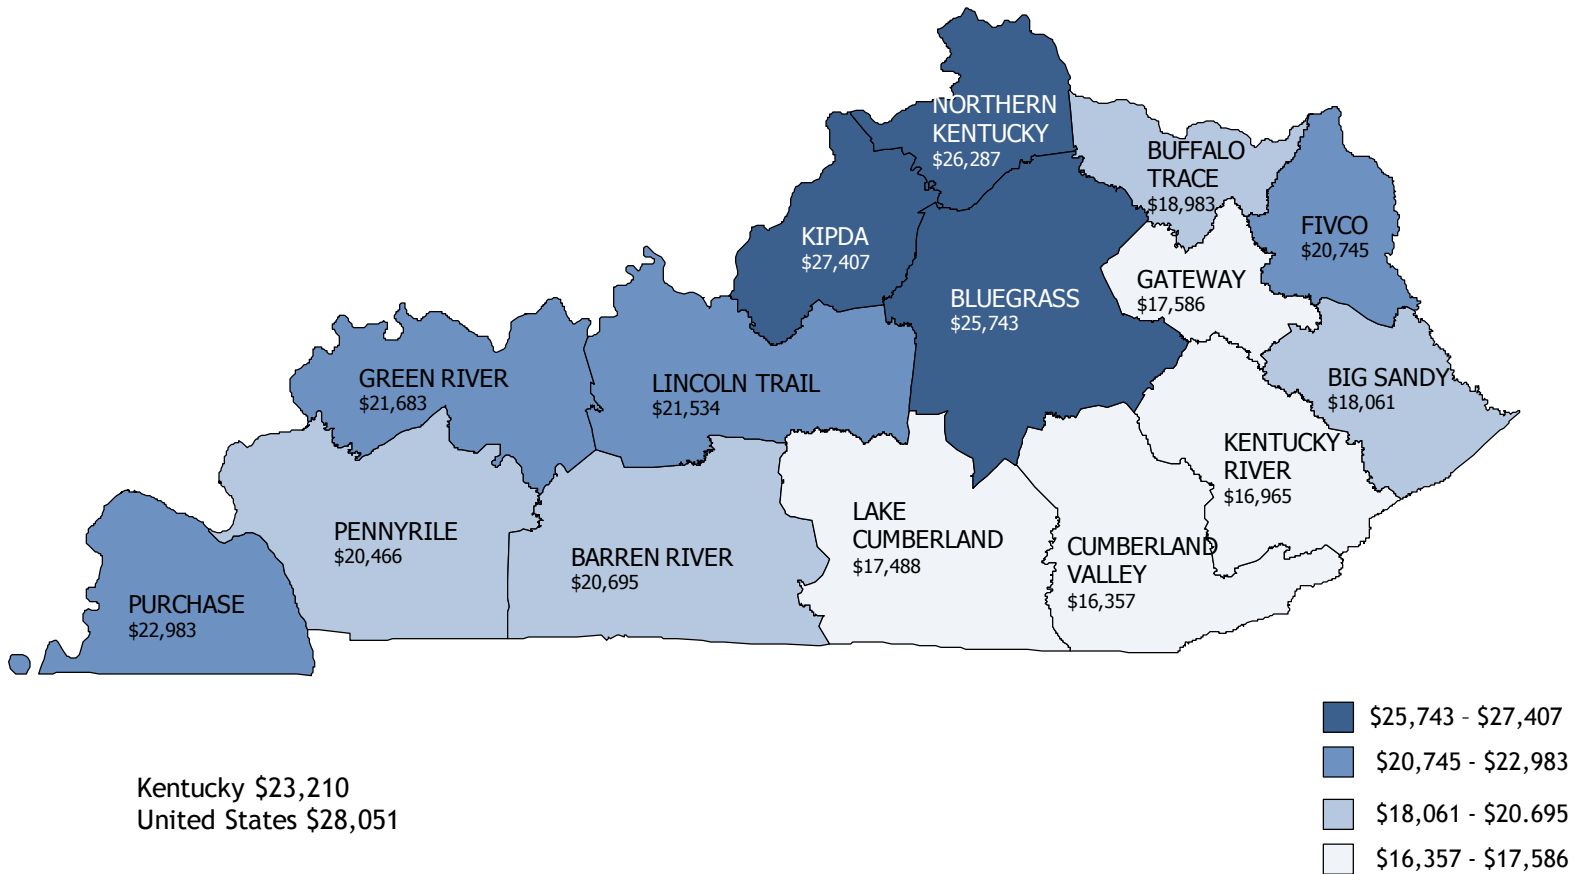 NORTHERN
KENTUCKY
$26,287
BUFFALO
TRACE
$18,983
FIVCO
$20,745
KIPDA
$27,407
GATEWAY
$17,586
BLUEGRASS
$25,743
GREEN RIVER
$21,683
LINCOLN TRAIL
$21,534
BIG SANDY
$18,061
KENTUCKY
RIVER
$16,965
LAKE
CUMBERLAND
$17,488
PENNYRILE
$20,466
BARREN RIVER
$20,695
CUMBERLAND
VALLEY
$16,357
PURCHASE
$22,983
$25,743 - $27,407
$20,745 - $22,983
$18,061 - $20.695
$16,357 - $17,586
Kentucky $23,210
United States $28,051